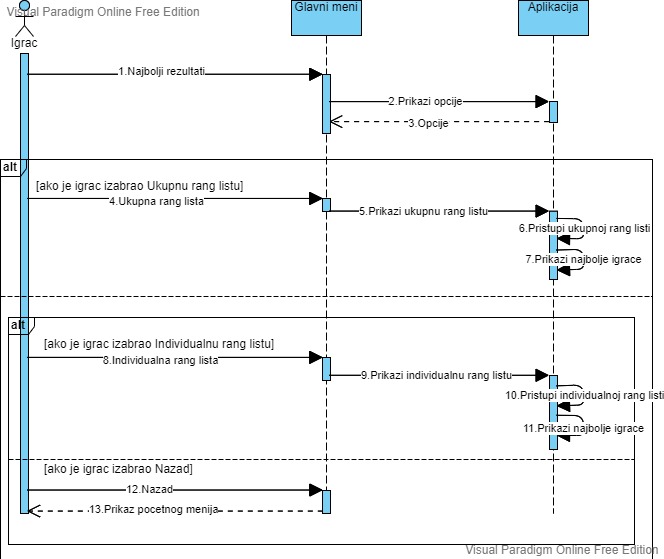 Visual Paradigm Online Free Edition
Igrac
Glavni meni
Aplikacija
1.Najbolji rezultati
2.Prikazi opcije
3.Opcije
alt
[ako je igrac izabrao Ukupnu rang listu]
4.Ukupna rang lista
5.Prikazi ukupnu rang listu
6.Pristupi ukupnoj rang listi
7.Prikazi najbolje igrace
alt
[ako je igrac izabrao Individualnu rang listu]
8.Individualna rang lista
9.Prikazi individualnu rang listu
10.Pristupi individualnoj rang listi
11.Prikazi najbolje igrace
[ako je igrac izabrao Nazad]
12.Nazad
13.Prikaz pocetnog menija
Visual Paradigm Online Free Edition